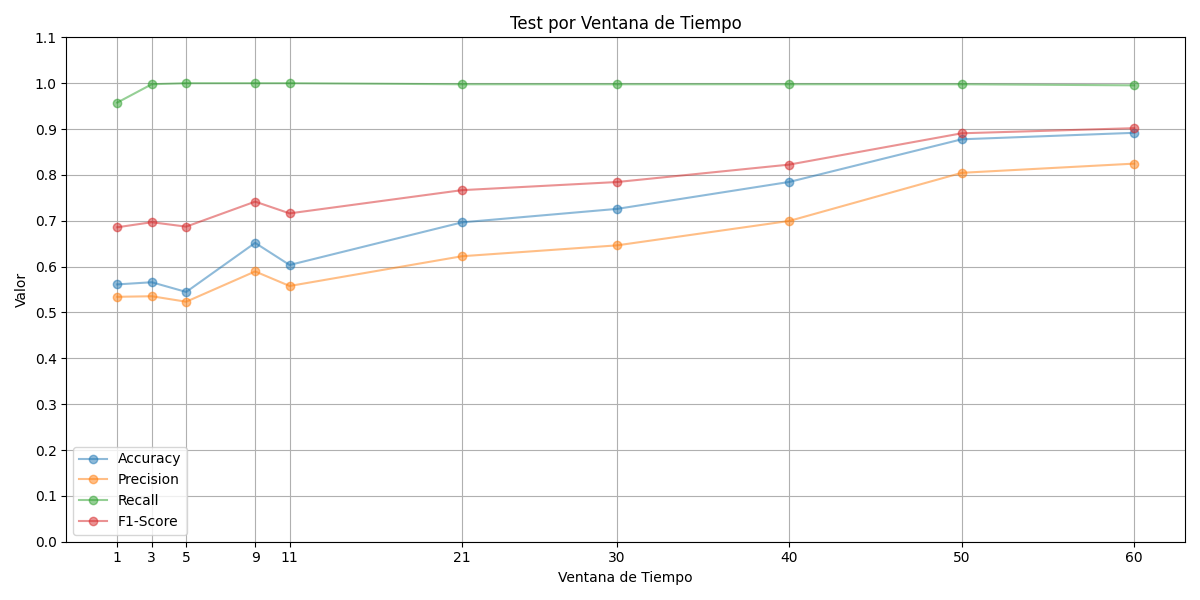 Test por Ventana de Tiempo
Valor
1.1
1.0
0.9
0.8
0.7
0.6
0.5
0.4
0.3
0.2
0.1
0.0
Accuracy
Precision
Recall
F1-Score
1 3 5 9 11 21 30 40 50 60
Ventana de Tiempo